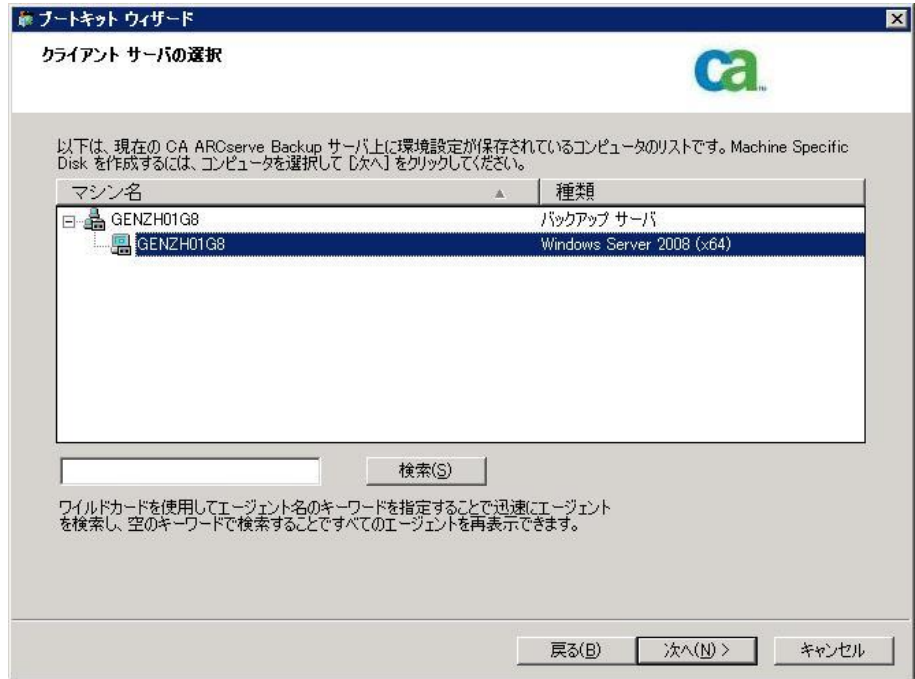 ブートキット ウィザード
クライアント サーバの選択
ca
以下は、現在の CA ARCserve Backup サーバ上に環境設定が保存されているコンピュータのリストです。Machine Specific
Disk を作成するには、コンピュータを選択して [次へ] をクリックしてください。
マシン名 種類
GENZH01G8 バックアップ サーバ
GENZH01G8 Windows Server 2008 (x64)
検索(S)
ワイルドカードを使用してエージェント名のキーワードを指定することで迅速にエージェント
を検索し、空のキーワードで検索することですべてのエージェントを再表示できます。
戻る(B) 次へ(N) > キャンセル